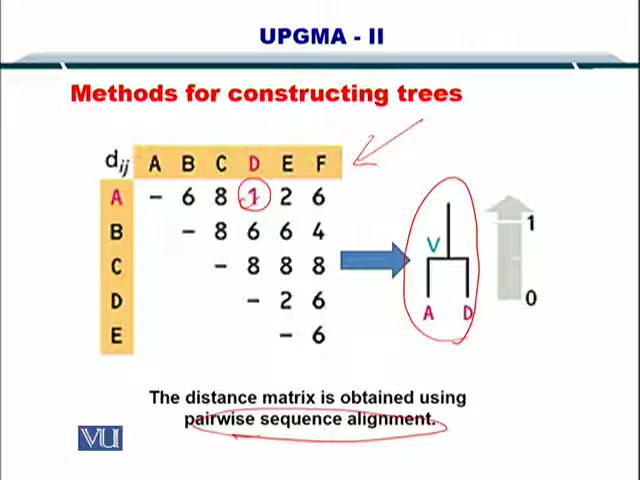 UPGMA - II
Methods for constructing trees
dij A B C D E F
A - 6 8 1 2 6
B - 8 6 6 4
C - 8 8 8
D - 2 6
E - 6
V
A D
1
0
The distance matrix is obtained using
pairwise sequence alignment.
VU